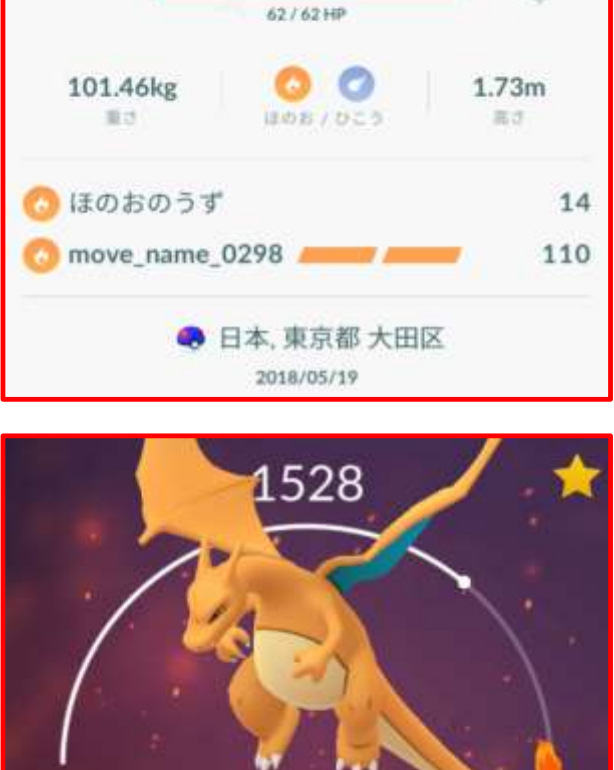 62 / 62 HP
101.46kg
1.73m
重さ
ほのお / ひこう
高さ
ほのおのうず 14
move_name_0298 110
日本, 東京都 大田区
2018/05/19
1528